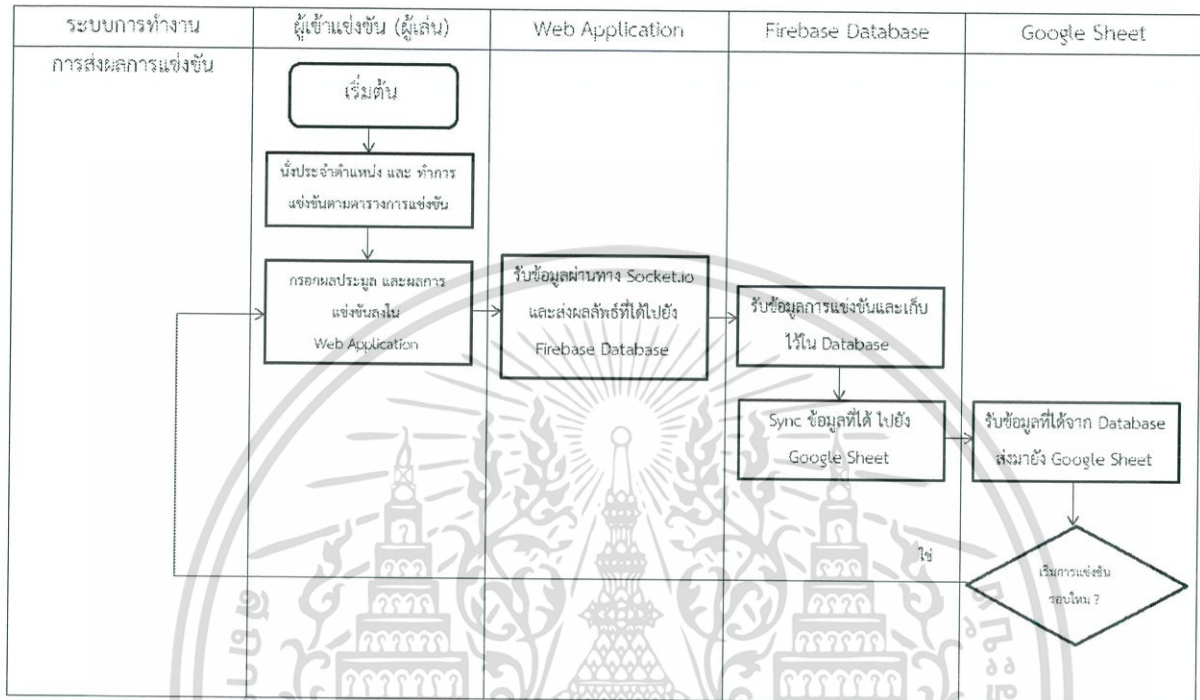 ระบบการทำงาน
ผู้เข้าแข่งขัน (ผู้เล่น)
Web Application
Firebase Database
Google Sheet
การส่งผลการแข่งขัน
เริ่มต้น
นั่งประจำตำแหน่ง และ ทำการ
แข่งขันตามตารางการแข่งขัน
กรอกผลประมูล และผลการ
แข่งขันลงใน
Web Application
รับข้อมูลผ่านทาง Socket.io
และส่งผลลัพธ์ที่ได้ไปยัง
Firebase Database
รับข้อมูลการแข่งขันและเก็บ
ไว้ใน Database
Sync ข้อมูลที่ได้ ไปยัง
Google Sheet
รับข้อมูลที่ได้จาก Database
ส่งมายัง Google Sheet
เริ่มการแข่งขัน
รอบใหม่ ?
ใช่